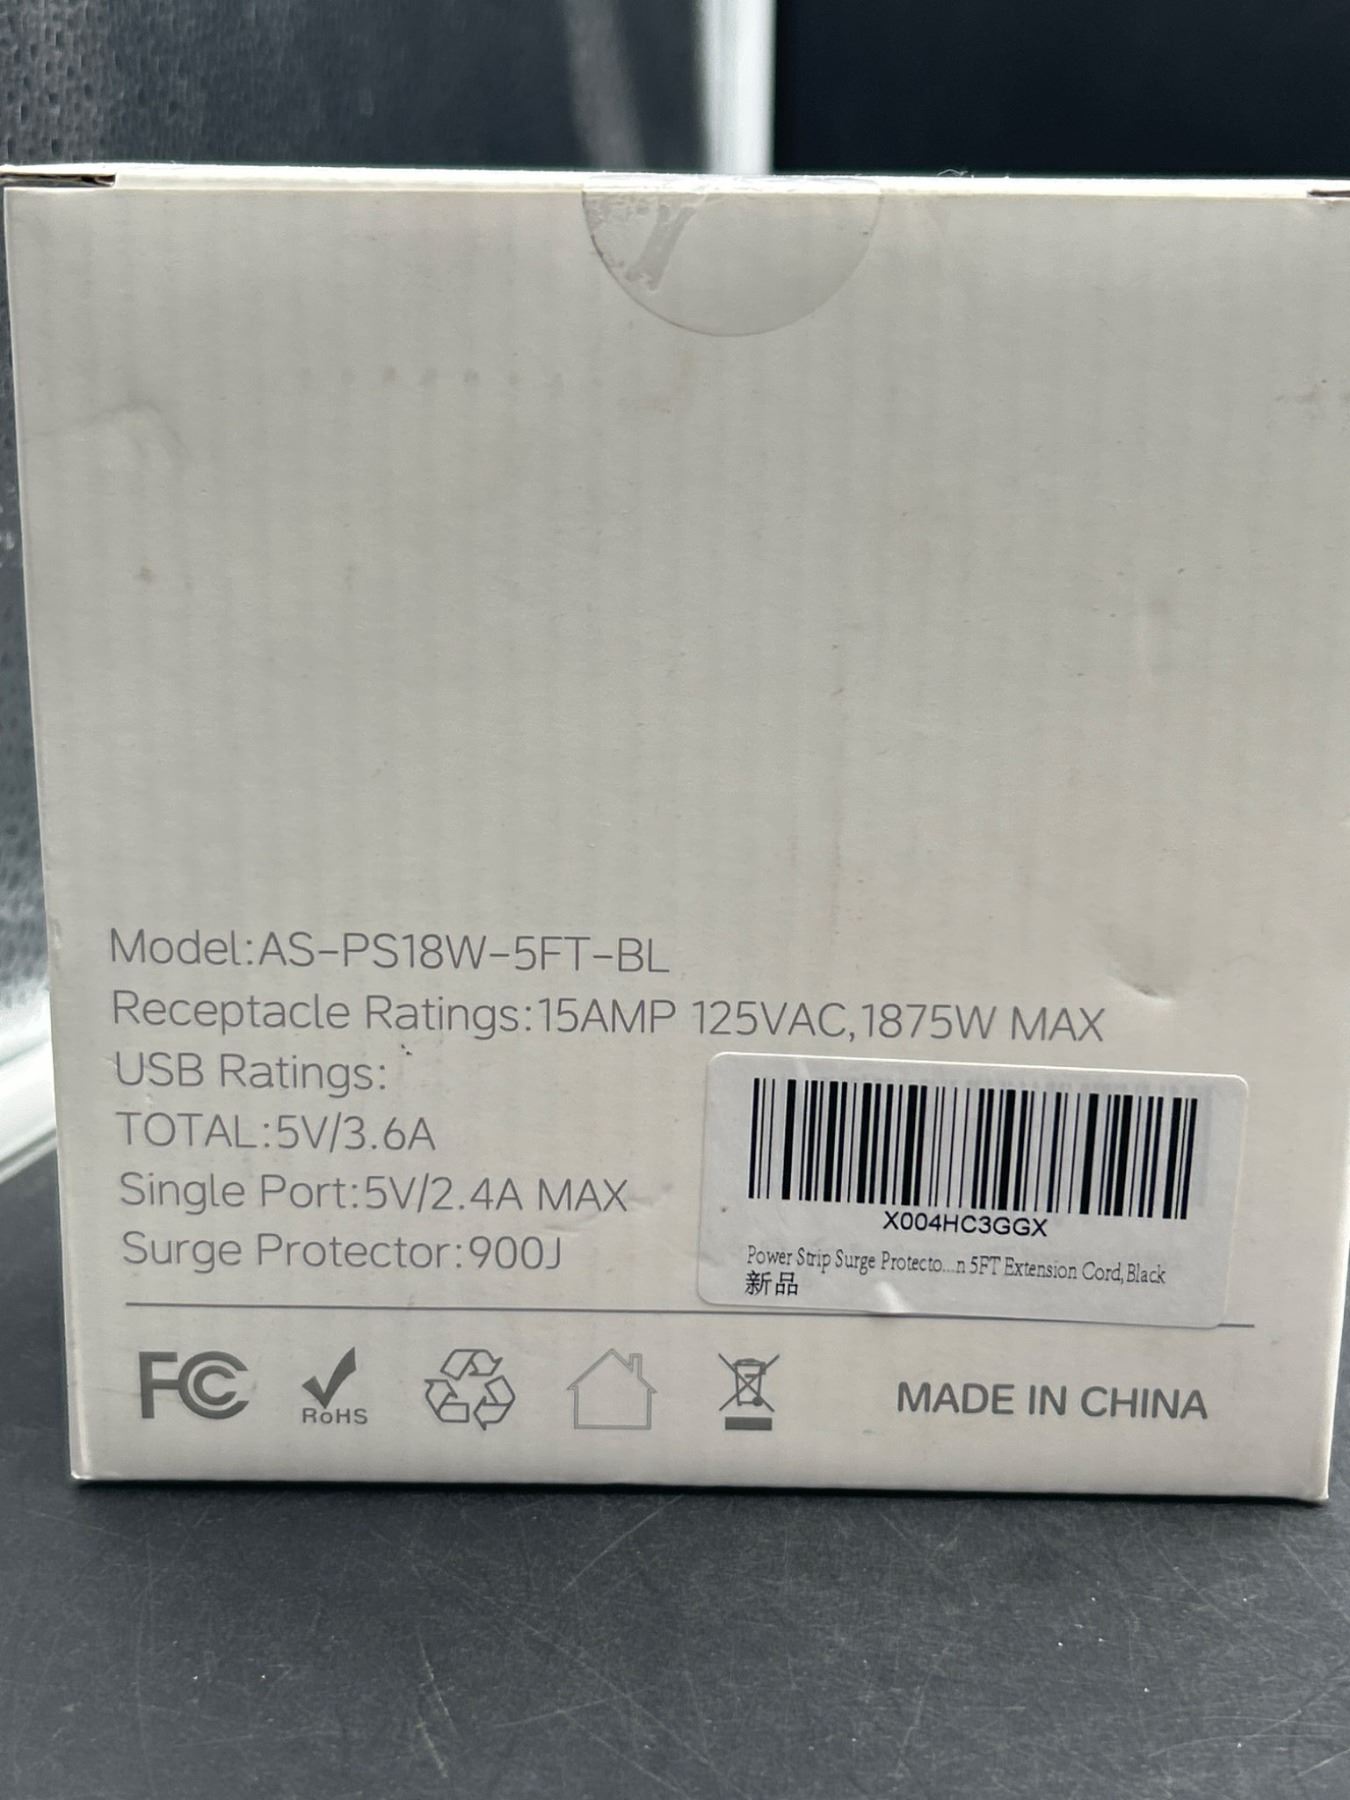 Model:AS-PS18W-5FT-BL
Receptacle Ratings:15AMP 125VAC,1875W MAX
USB Ratings:
TOTAL:5V/3.6A
Single Port:5V/2.4A MAX
Surge Protector:900J
X004HC3GGX
Power Strip Surge Protecto...n 5FT Extension Cord,Black
新品
FC
RoHS
MADE IN CHINA